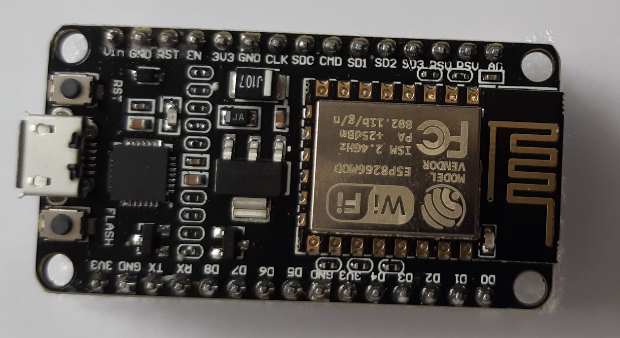 Vin GND RST EN 3V3 GND CLK SD0 CMD SD1 SD2 SD3 RSV RSV A0
RST
J107
JA
FLASH
MODEL
VENDOR
ESP8266MOD
ISM 2.4GHz
PA +25dBm
802.11b/g/n
FC
Wi Fi
3V3 GND TX RX D8 D7 D6 D5 GND 3V3 D4 D3 D2 D1 D0